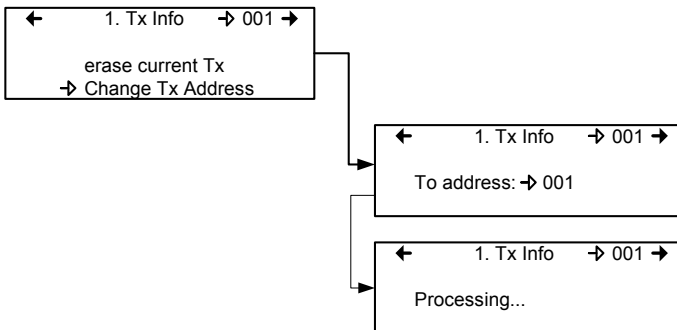 1. Tx Info 001
erase current Tx
Change Tx Address
1. Tx Info 001
To address: 001
1. Tx Info 001
Processing...